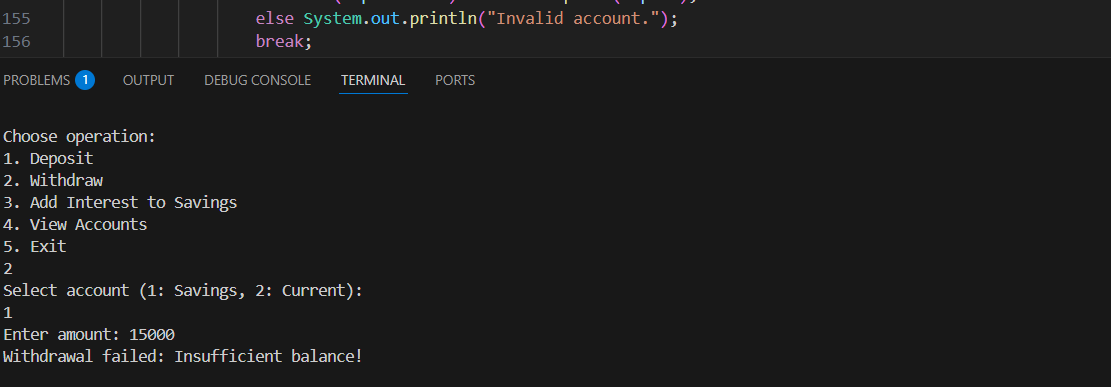 155 else System.out.println("Invalid account.");
156 break;
PROBLEMS 1 OUTPUT DEBUG CONSOLE TERMINAL PORTS
Choose operation:
1. Deposit
2. Withdraw
3. Add Interest to Savings
4. View Accounts
5. Exit
2
Select account (1: Savings, 2: Current):
1
Enter amount: 15000
Withdrawal failed: Insufficient balance!